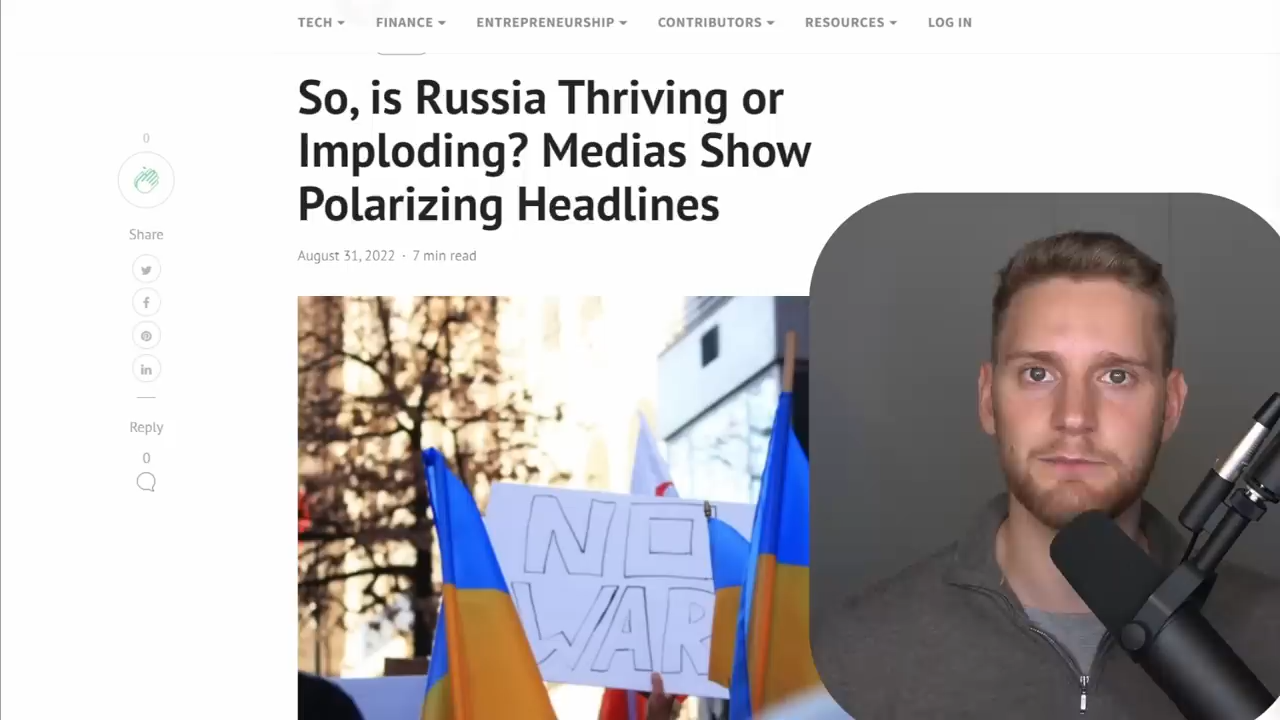 TECH FINANCE ENTREPRENEURSHIP CONTRIBUTORS RESOURCES LOG IN
So, is Russia Thriving or
Imploding? Medias Show
Polarizing Headlines
August 31, 2022 · 7 min read
0
Share
Reply
0
NO
WAR